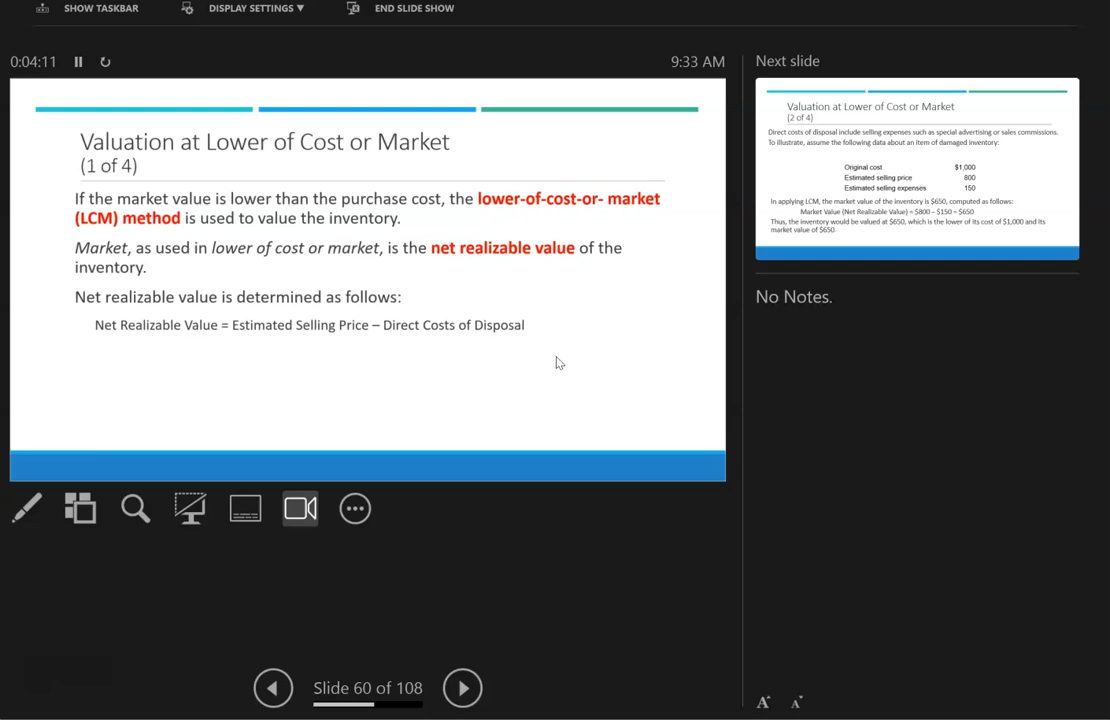 SHOW TASKBAR
DISPLAY SETTINGS ▼
END SLIDE SHOW
0:04:11
9:33 AM
Valuation at Lower of Cost or Market
(1 of 4)
If the market value is lower than the purchase cost, the lower-of-cost-or- market
(LCM) method is used to value the inventory.
Market, as used in lower of cost or market, is the net realizable value of the
inventory.
Net realizable value is determined as follows:
Net Realizable Value = Estimated Selling Price – Direct Costs of Disposal
Next slide
Valuation at Lower of Cost or Market
(2 of 4)
Direct costs of disposal include selling expenses such as special advertising or sales commissions.
To illustrate, assume the following data about an item of damaged inventory:
Original cost $1,000
Estimated selling price 800
Estimated selling expenses 150
In applying LCM, the market value of the inventory is $650, computed as follows:
Market Value (Net Realizable Value) = $800 – $150 = $650
Thus, the inventory would be valued at $650, which is the lower of its cost of $1,000 and its
market value of $650.
No Notes.
Slide 60 of 108
A A